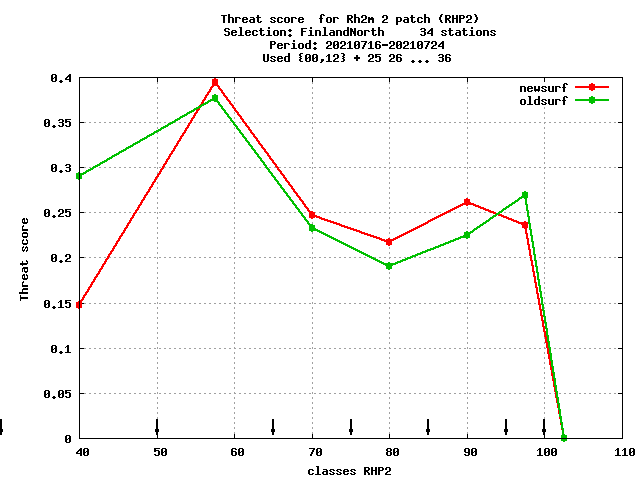 Threat score for Rh2m 2 patch (RHP2)
Selection: FinlandNorth 34 stations
Period: 20210716-20210724
Used {00,12} + 25 26 ... 36
newsurf
oldsurf
0.4
0.35
0.3
0.25
0.2
0.15
0.1
0.05
0
Threat score
40 50 60 70 80 90 100 110
classes RHP2